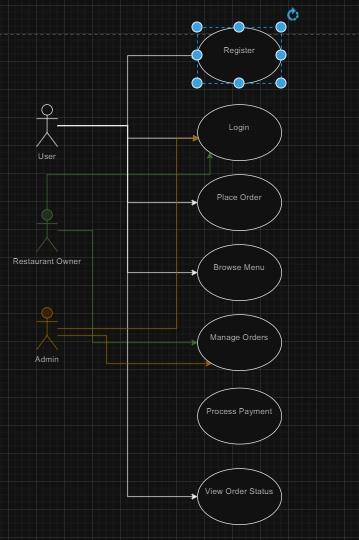 Register
Login
User
Place Order
Restaurant Owner
Browse Menu
Manage Orders
Admin
Process Payment
View Order Status